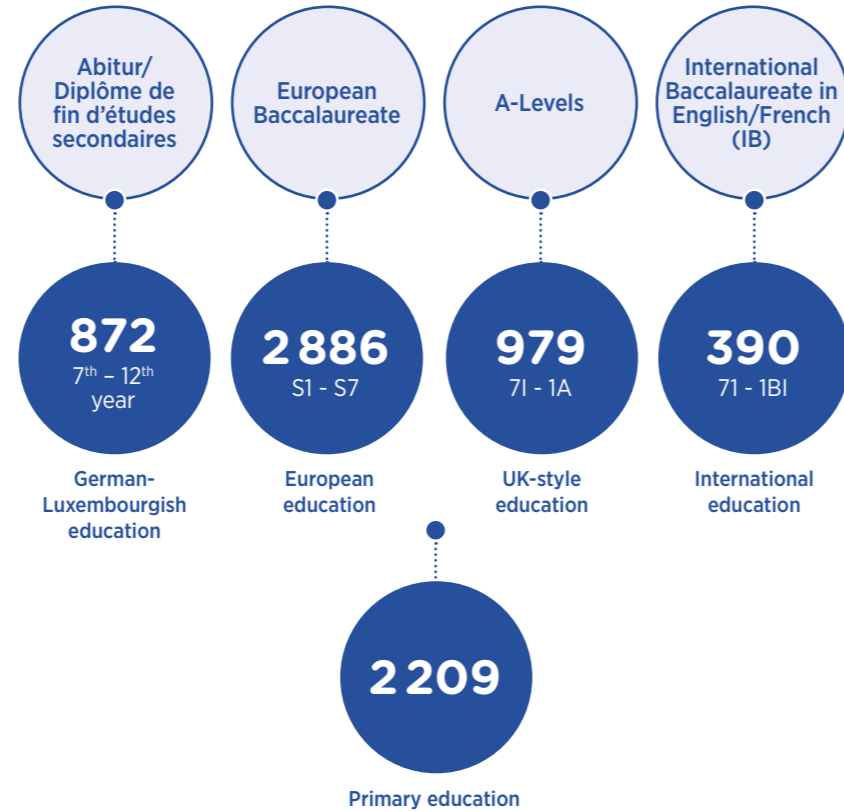 Abitur/
Diplôme de
fin d'études
secondaires
European
Baccalaureate
A-Levels
International
Baccalaureate in
English/French
(IB)
872
7th – 12th
year
2 886
S1 - S7
979
7I - 1A
390
71 - 1BI
German-
Luxembourgish
education
European
education
UK-style
education
International
education
2 209
Primary education